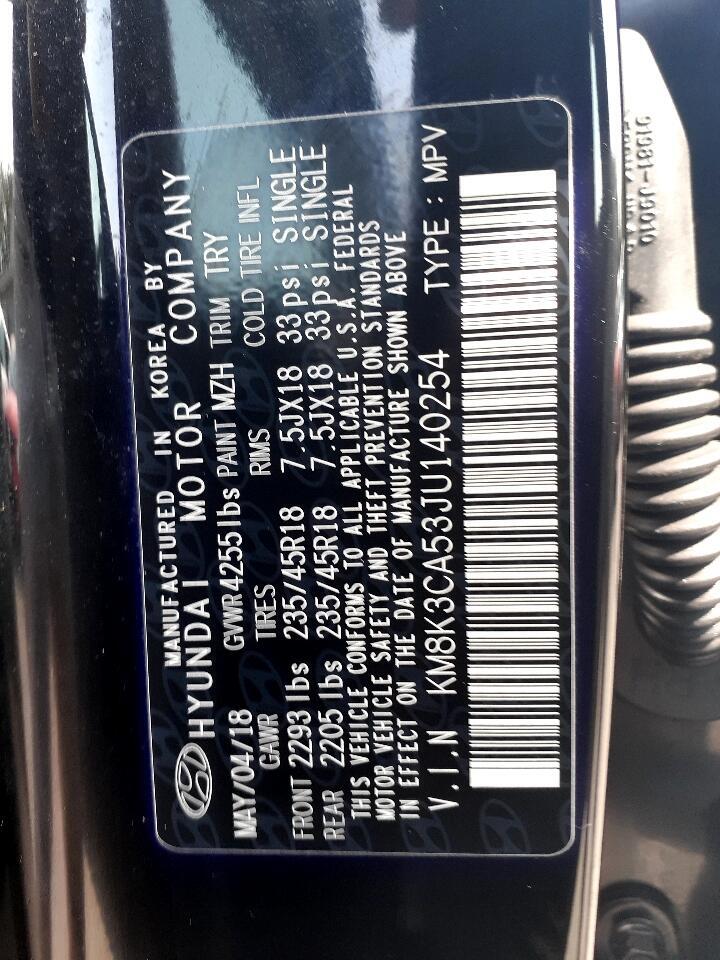 MANUFACTURED IN KOREA BY
HYUNDAI MOTOR COMPANY
MAY/04/18 GVWR 4255 lbs PAINT MZH TRIM TRY
GAWR TIRES RIMS COLD TIRE INFL
FRONT 2293 lbs 235/45R18 7.5JX18 33psi SINGLE
REAR 2205 lbs 235/45R18 7.5JX18 33psi SINGLE
THIS VEHICLE CONFORMS TO ALL APPLICABLE U.S.A. FEDERAL
MOTOR VEHICLE SAFETY AND THEFT PREVENTION STANDARDS
IN EFFECT ON THE DATE OF MANUFACTURE SHOWN ABOVE
V.I.N KM8K3CA53JU140254 TYPE : MPV